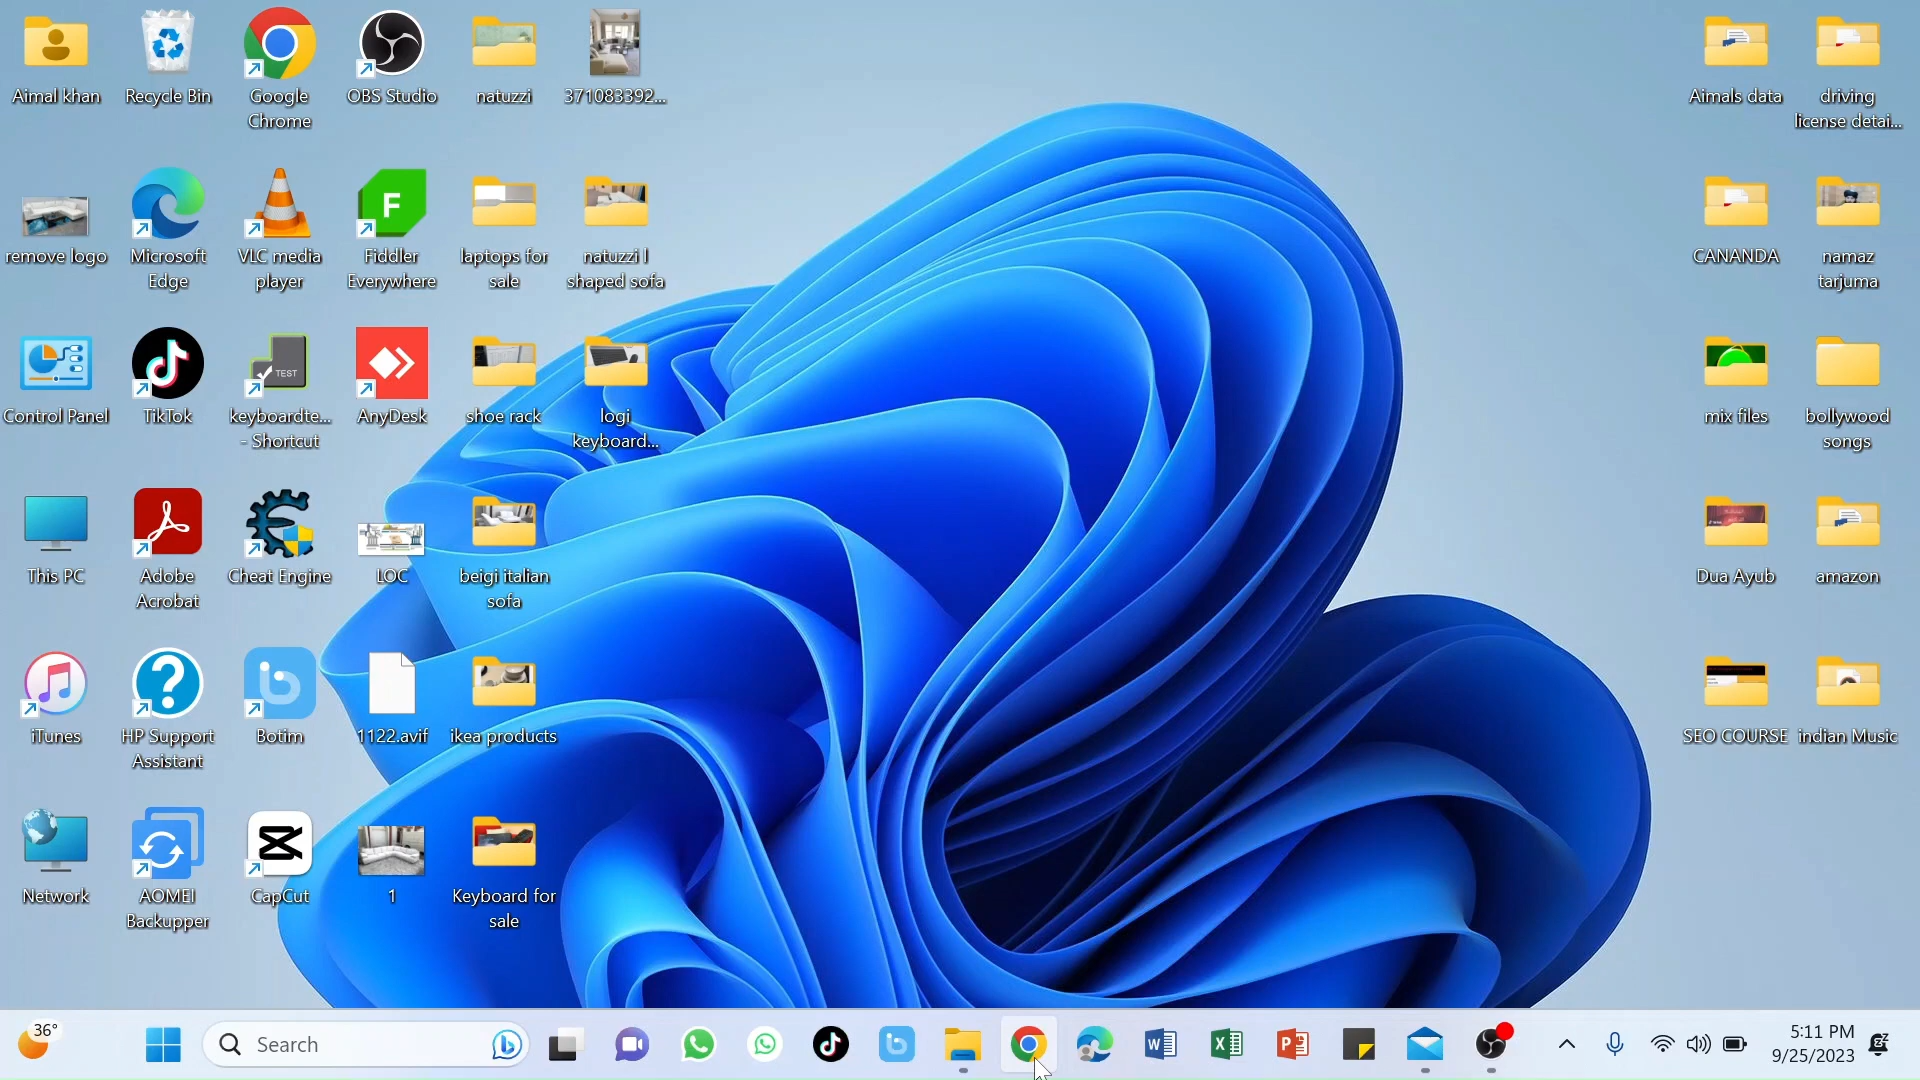 Aimal khan
Recycle Bin
Google
Chrome
OBS Studio
natuzzi
371083392...
Aimals data
driving
license detai...
remove logo
Microsoft
Edge
VLC media
player
F
Fiddler
Everywhere
laptops for
sale
natuzzi l
shaped sofa
CANANDA
namaz
tarjuma
Control Panel
TikTok
TEST
keyboardte...
- Shortcut
AnyDesk
shoe rack
logi
keyboard...
mix files
bollywood
songs
This PC
Adobe
Acrobat
Cheat Engine
LOC
beigi italian
sofa
Dua Ayub
amazon
iTunes
HP Support
Assistant
Botim
1122.avif
ikea products
SEO COURSE
indian Music
Network
AOMEI
Backupper
CapCut
1
Keyboard for
sale
36°
Search
5:11 PM
9/25/2023